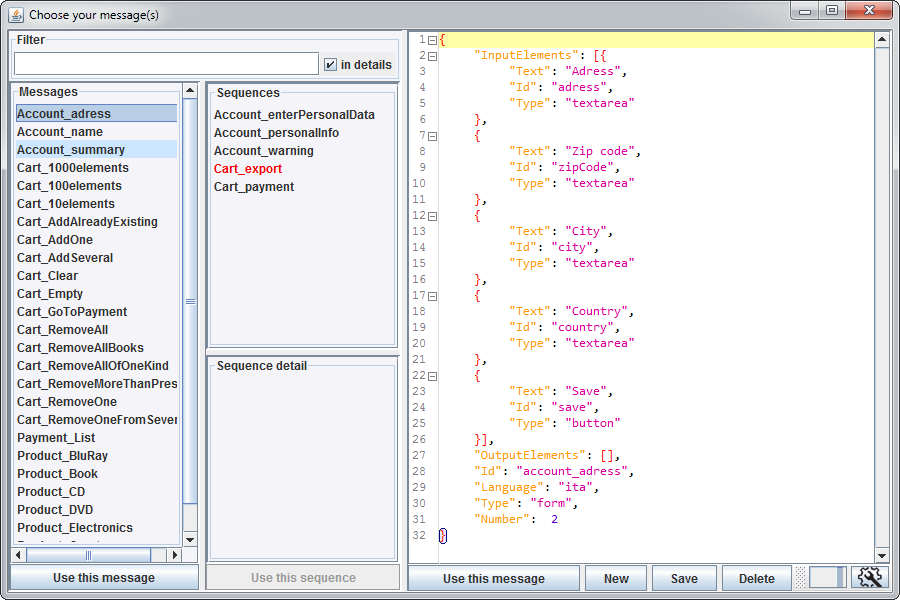 Choose your message(s)
Filter
in details
Messages
Account_adress
Account_name
Account_summary
Cart_1000elements
Cart_100elements
Cart_10elements
Cart_AddAlreadyExisting
Cart_AddOne
Cart_AddSeveral
Cart_Clear
Cart_Empty
Cart_GoToPayment
Cart_RemoveAll
Cart_RemoveAllBooks
Cart_RemoveAllOfOneKind
Cart_RemoveMoreThanPres
Cart_RemoveOne
Cart_RemoveOneFromSever
Payment_List
Product_BluRay
Product_Book
Product_CD
Product_DVD
Product_Electronics
Use this message
Sequences
Account_enterPersonalData
Account_personalInfo
Account_warning
Cart_export
Cart_payment
Sequence detail
Use this sequence
1 {
2 "InputElements": [{
3 "Text": "Adress",
4 "Id": "adress",
5 "Type": "textarea"
6 },
7 {
8 "Text": "Zip code",
9 "Id": "zipCode",
10 "Type": "textarea"
11 },
12 {
13 "Text": "City",
14 "Id": "city",
15 "Type": "textarea"
16 },
17 {
18 "Text": "Country",
19 "Id": "country",
20 "Type": "textarea"
21 },
22 {
23 "Text": "Save",
24 "Id": "save",
25 "Type": "button"
26 }],
27 "OutputElements": [],
28 "Id": "account_adress",
29 "Language": "ita",
30 "Type": "form",
31 "Number": 2
32 }
Use this message
New
Save
Delete